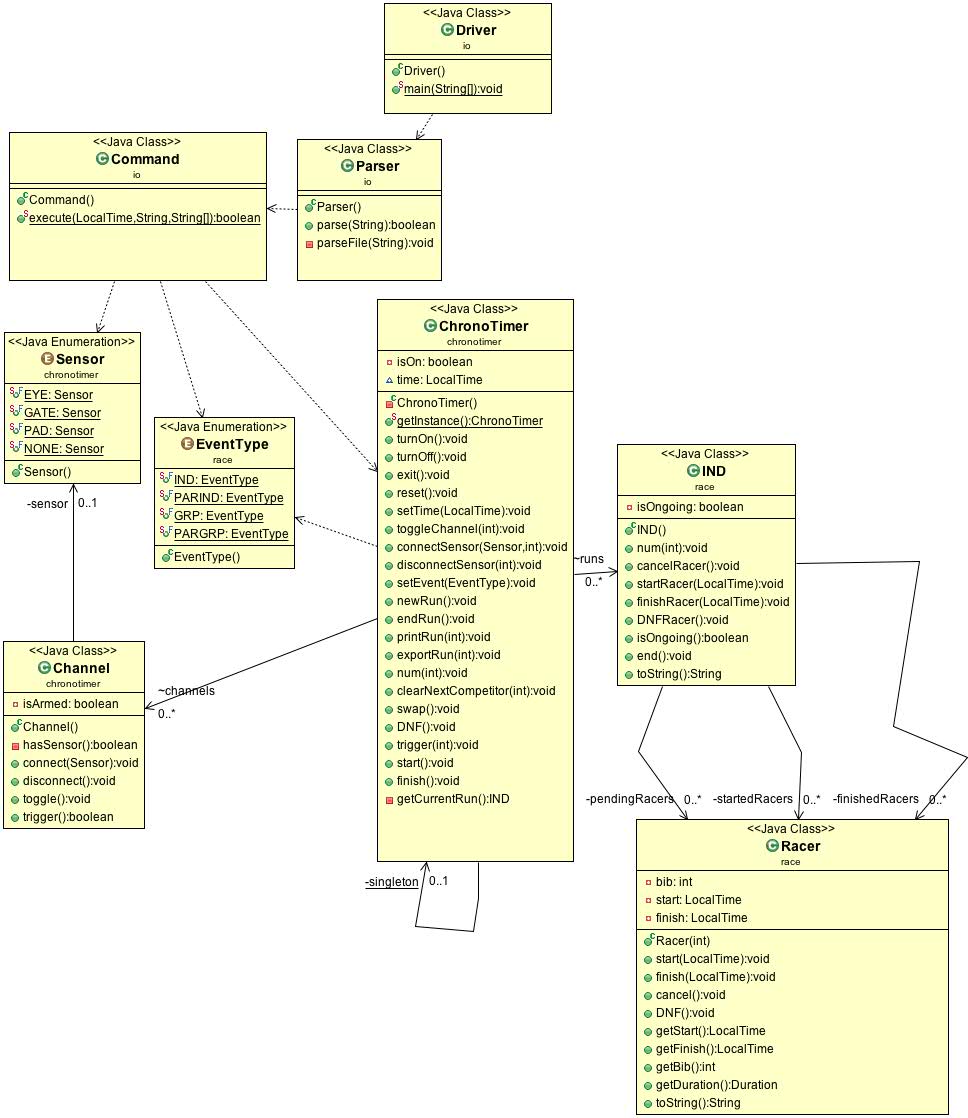 <<Java Class>>
Driver
io
Driver()
main(String[]):void
<<Java Class>>
Command
io
Command()
execute(LocalTime,String,String[]):boolean
<<Java Class>>
Parser
io
Parser()
parse(String):boolean
parseFile(String):void
<<Java Enumeration>>
Sensor
chronotimer
EYE: Sensor
GATE: Sensor
PAD: Sensor
NONE: Sensor
Sensor()
-sensor
0..1
<<Java Enumeration>>
EventType
race
IND: EventType
PARIND: EventType
GRP: EventType
PARGRP: EventType
EventType()
<<Java Class>>
ChronoTimer
chronotimer
isOn: boolean
time: LocalTime
ChronoTimer()
getInstance():ChronoTimer
turnOn():void
turnOff():void
exit():void
reset():void
setTime(LocalTime):void
toggleChannel(int):void
connectSensor(Sensor,int):void
disconnectSensor(int):void
setEvent(EventType):void
newRun():void
endRun():void
printRun(int):void
exportRun(int):void
num(int):void
clearNextCompetitor(int):void
swap():void
DNF():void
trigger(int):void
start():void
finish():void
getCurrentRun():IND
-singleton
0..1
~runs
0..*
<<Java Class>>
IND
race
isOngoing: boolean
IND()
num(int):void
cancelRacer():void
startRacer(LocalTime):void
finishRacer(LocalTime):void
DNFRacer():void
isOngoing():boolean
end():void
toString():String
<<Java Class>>
Channel
chronotimer
isArmed: boolean
Channel()
hasSensor():boolean
connect(Sensor):void
disconnect():void
toggle():void
trigger():boolean
~channels
0..*
-pendingRacers
0..*
-startedRacers
0..*
-finishedRacers
0..*
<<Java Class>>
Racer
race
bib: int
start: LocalTime
finish: LocalTime
Racer(int)
start(LocalTime):void
finish(LocalTime):void
cancel():void
DNF():void
getStart():LocalTime
getFinish():LocalTime
getBib():int
getDuration():Duration
toString():String